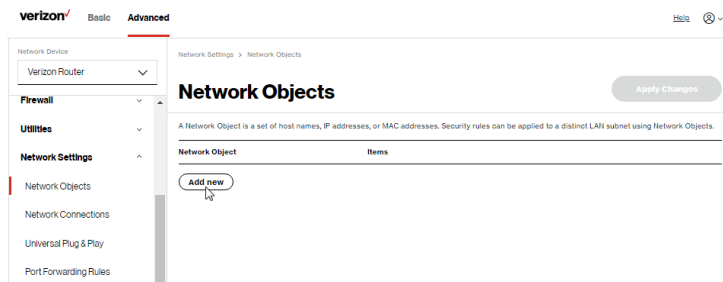 verizon✓ Basic Advanced Help
Network Device
Verizon Router
Firewall
Utilities
Network Settings
Network Objects
Network Connections
Universal Plug & Play
Port Forwarding Rules
Network Settings > Network Objects
Network Objects Apply Changes
A Network Object is a set of host names, IP addresses, or MAC addresses. Security rules can be applied to a distinct LAN subnet using Network Objects.
Network Object Items
Add new